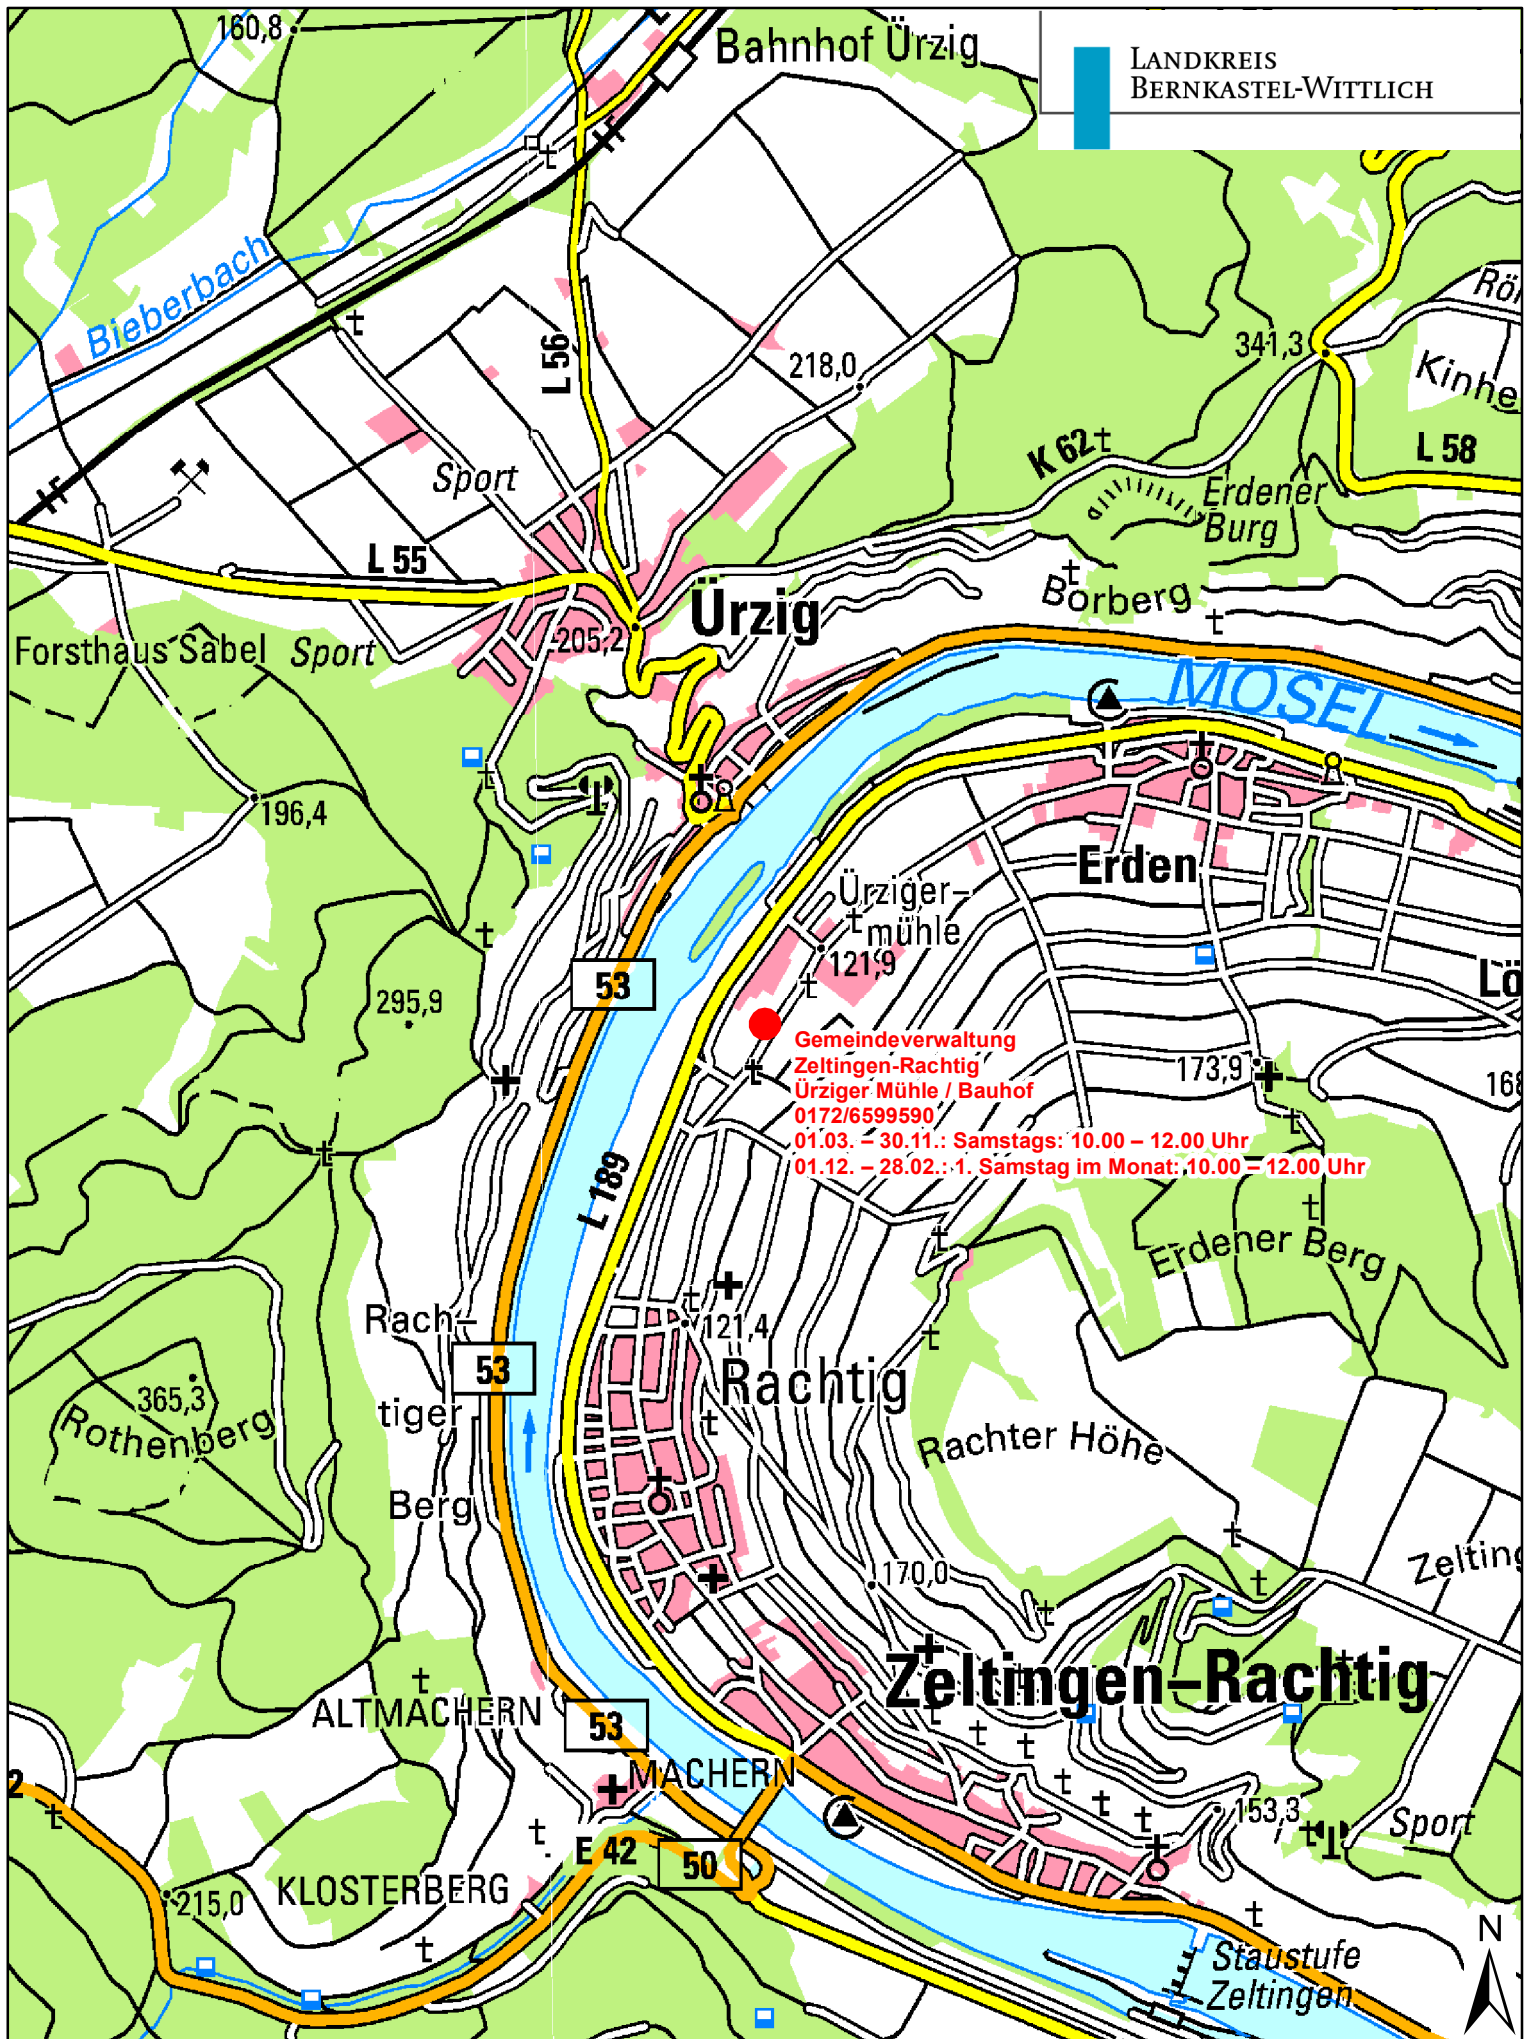 160,8
Bahnhof Ürzig
LANDKREIS
BERNKASTEL-WITTLICH
Bieberbach
L 56
218,0
341,3
Kinhe
Sport
K 62
L 58
Erdener
Burg
L 55
Ürzig
Borberg
205,2
Forsthaus Sabel
Sport
MOSEL
196,4
Erden
Ürziger-
mühle
121,9
53
295,9
Lö
Gemeindeverwaltung
Zeltingen-Rachtig
Ürziger Mühle / Bauhof
0172/6599590
01.03. – 30.11.: Samstags: 10.00 – 12.00 Uhr
01.12. – 28.02.: 1. Samstag im Monat: 10.00 – 12.00 Uhr
173,9
168
L 189
Erdener Berg
Rach-
tiger
Berg
121,4
53
Rachtig
365,3
Rothenberg
Rachter Höhe
170,0
Zelting
Zeltingen-Rachtig
ALTMACHERN
53
MACHERN
2
153,3
Sport
E 42
50
KLOSTERBERG
215,0
N
Staustufe
Zeltingen